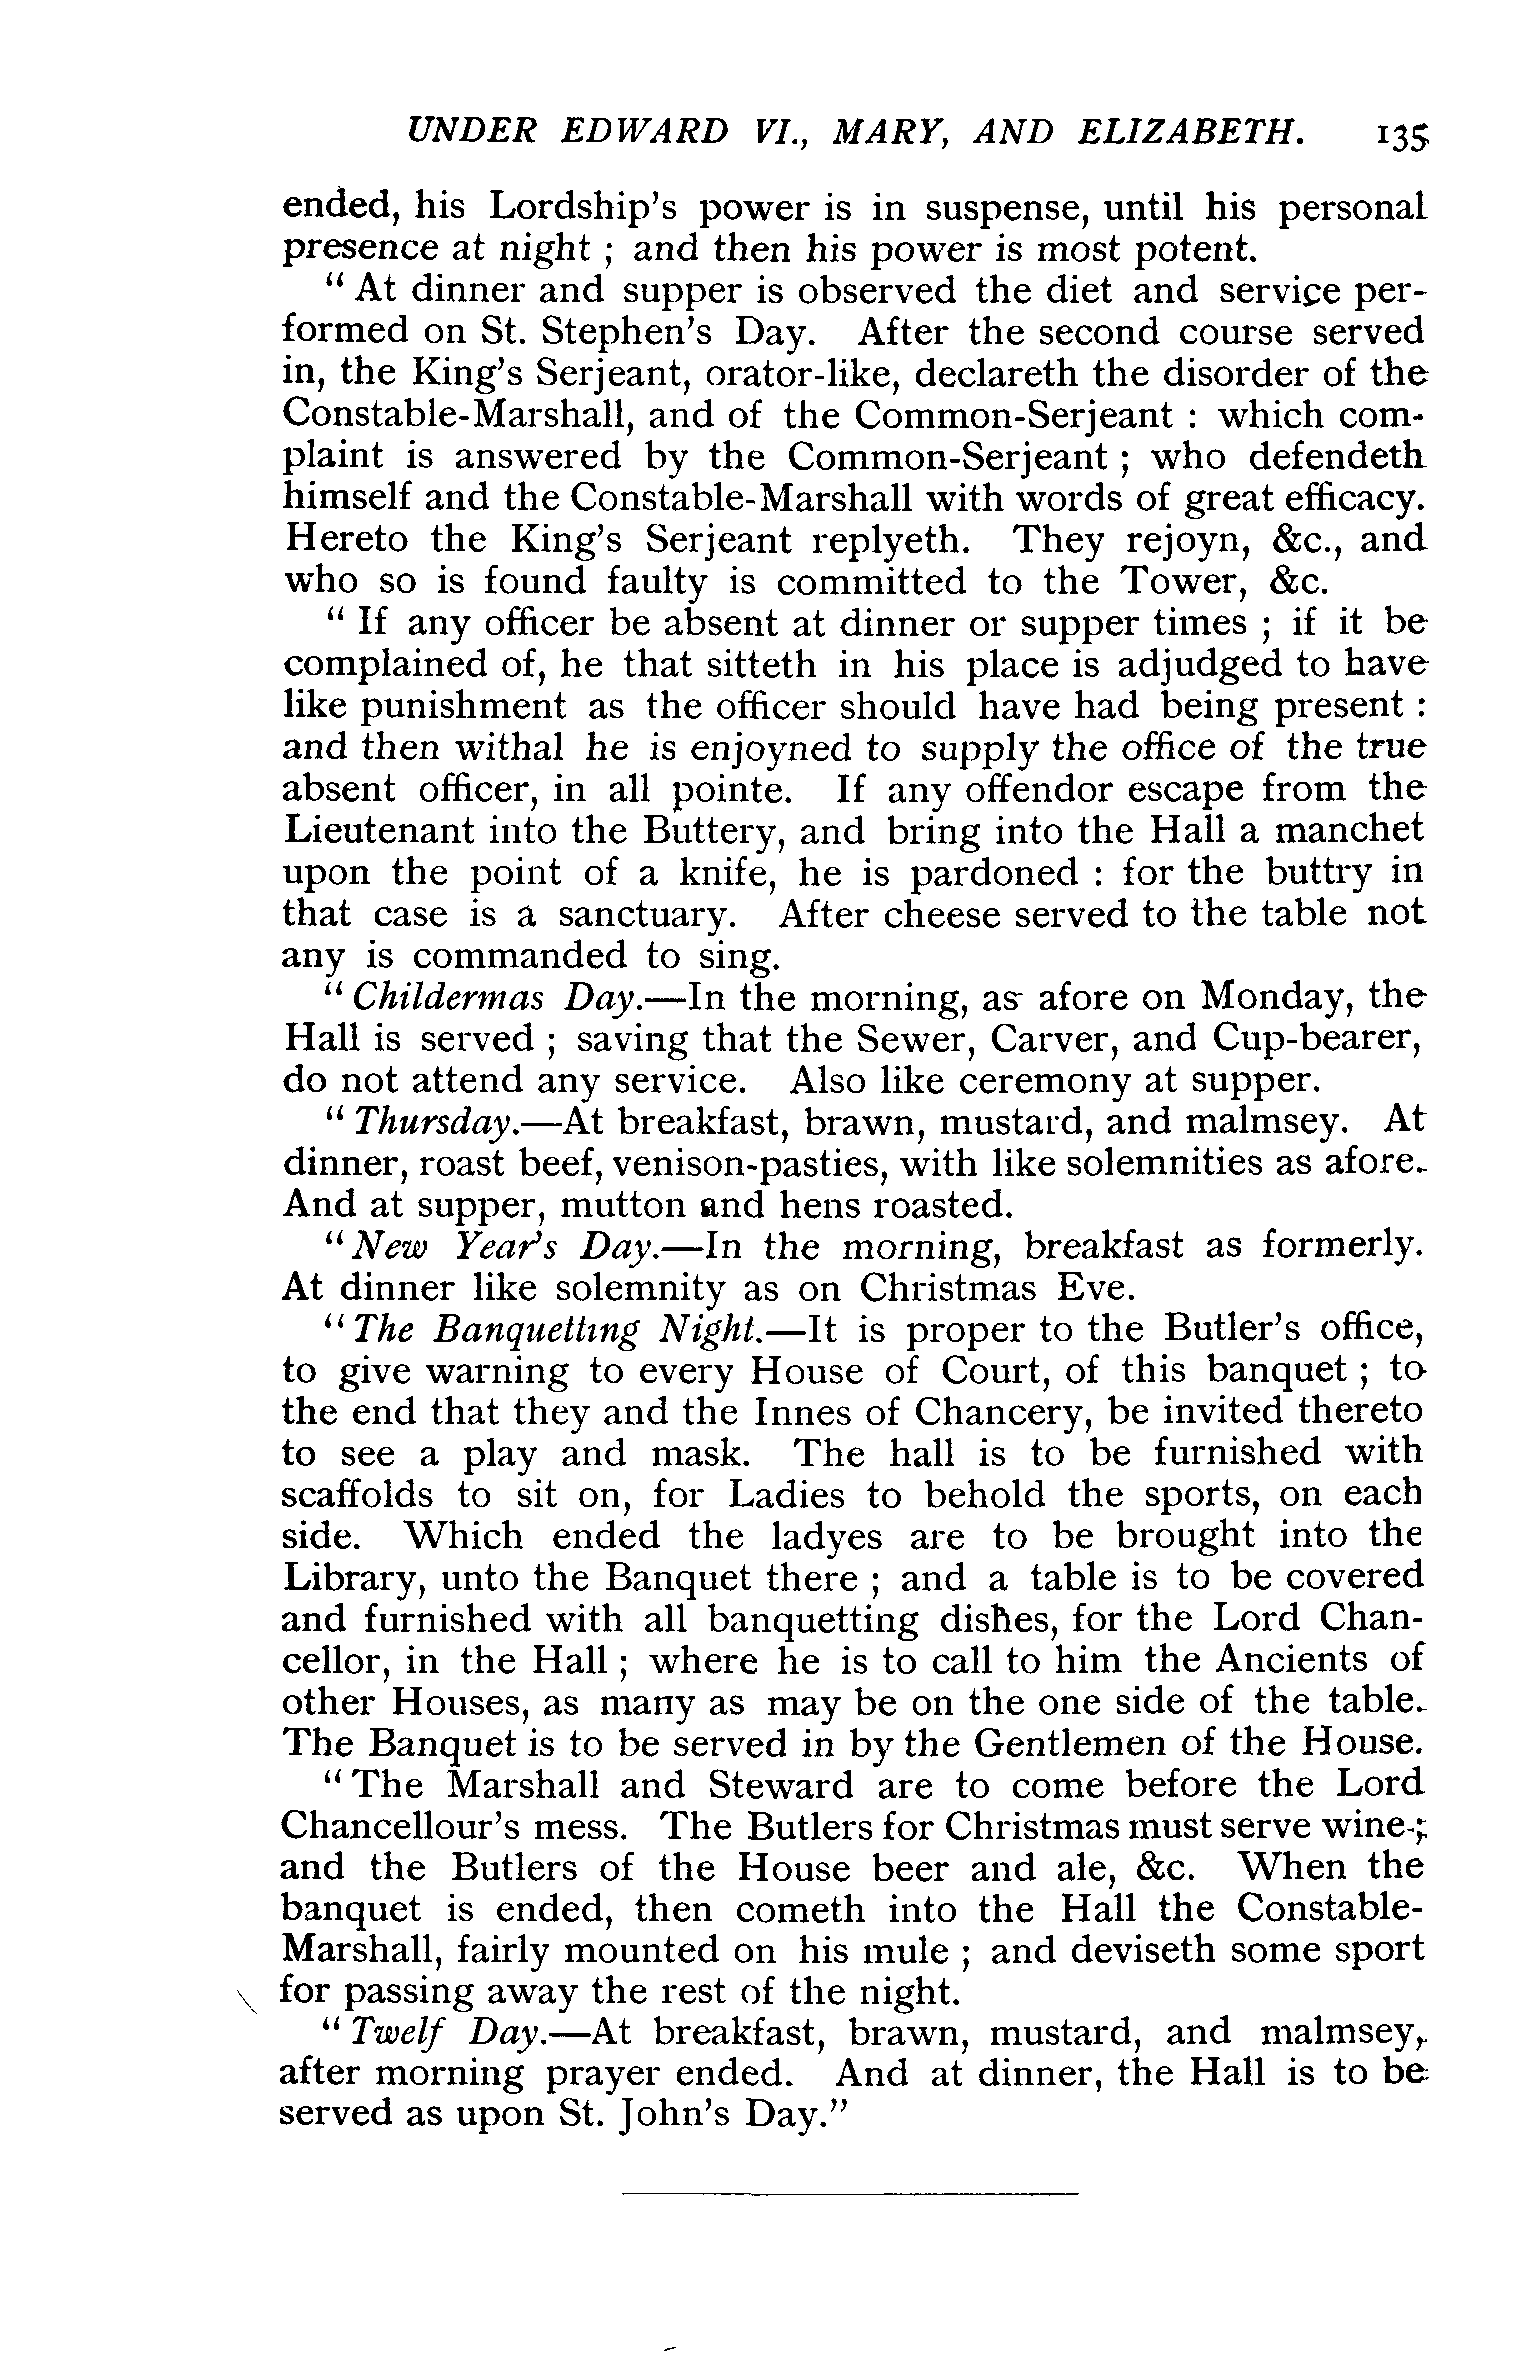 UNDER EDWARD VI., MARY, AND ELIZABETH. 135
ended, his Lordship's power is in suspense, until his personal
presence at night ; and then his power is most potent.
“ At dinner and supper is observed the diet and service per-
formed on St. Stephen's Day. After the second course served
in, the King's Serjeant, orator-like, declareth the disorder of the
Constable-Marshall, and of the Common-Serjeant : which com-
plaint is answered by the Common-Serjeant ; who defendeth
himself and the Constable-Marshall with words of great efficacy.
Hereto the King's Serjeant replyeth. They rejoyn, &c., and
who so is found faulty is committed to the Tower, &c.
“ If any officer be absent at dinner or supper times ; if it be
complained of, he that sitteth in his place is adjudged to have
like punishment as the officer should have had being present :
and then withal he is enjoyned to supply the office of the true
absent officer, in all pointe. If any offendor escape from the
Lieutenant into the Buttery, and bring into the Hall a manchet
upon the point of a knife, he is pardoned : for the buttry in
that case is a sanctuary. After cheese served to the table not
any is commanded to sing.
“ Childermas Day.—In the morning, as afore on Monday, the
Hall is served ; saving that the Sewer, Carver, and Cup-bearer,
do not attend any service. Also like ceremony at supper.
“ Thursday.—At breakfast, brawn, mustard, and malmsey. At
dinner, roast beef, venison-pasties, with like solemnities as afore.
And at supper, mutton and hens roasted.
“ New Year's Day.—In the morning, breakfast as formerly.
At dinner like solemnity as on Christmas Eve.
“ The Banquetting Night.—It is proper to the Butler's office,
to give warning to every House of Court, of this banquet ; to
the end that they and the Innes of Chancery, be invited thereto
to see a play and mask. The hall is to be furnished with
scaffolds to sit on, for Ladies to behold the sports, on each
side. Which ended the ladyes are to be brought into the
Library, unto the Banquet there ; and a table is to be covered
and furnished with all banquetting dishes, for the Lord Chan-
cellor, in the Hall ; where he is to call to him the Ancients of
other Houses, as many as may be on the one side of the table.
The Banquet is to be served in by the Gentlemen of the House.
“ The Marshall and Steward are to come before the Lord
Chancellour's mess. The Butlers for Christmas must serve wine ;
and the Butlers of the House beer and ale, &c. When the
banquet is ended, then cometh into the Hall the Constable-
Marshall, fairly mounted on his mule ; and deviseth some sport
for passing away the rest of the night.
“ Twelf Day.—At breakfast, brawn, mustard, and malmsey,
after morning prayer ended. And at dinner, the Hall is to be
served as upon St. John's Day.”